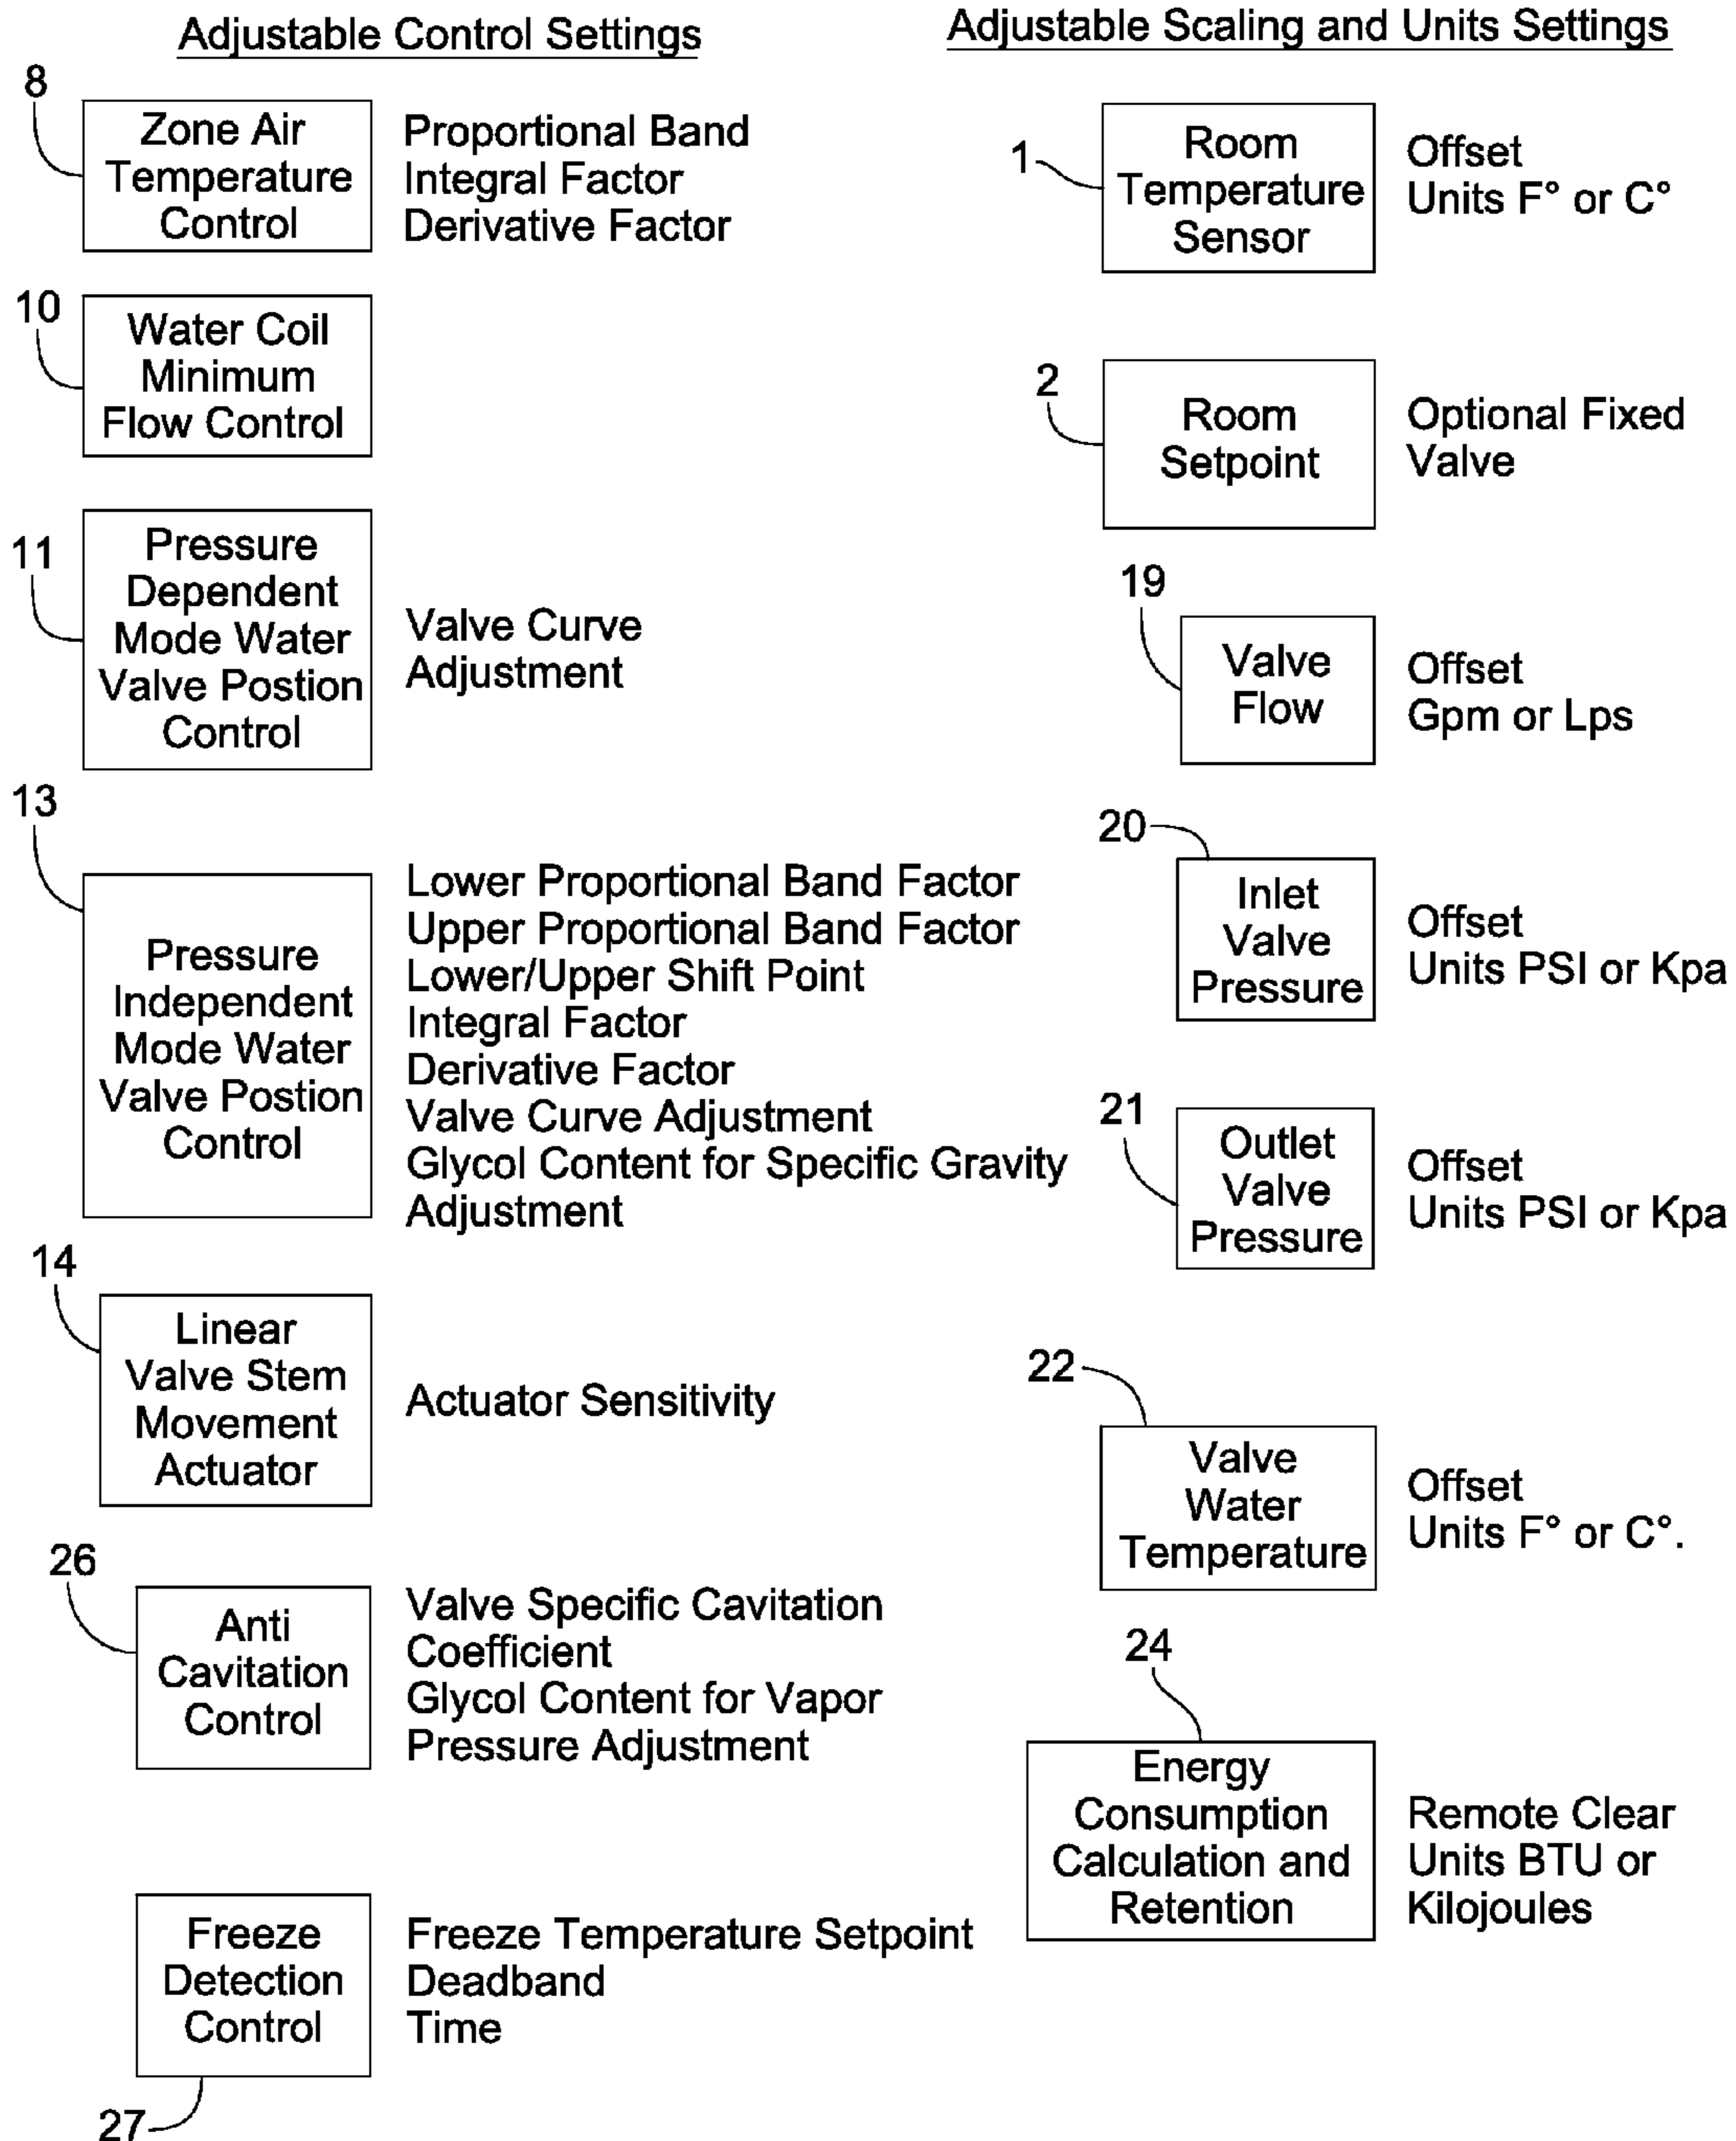 Adjustable Control Settings
8
Zone Air
Temperature
Control
Proportional Band
Integral Factor
Derivative Factor
10
Water Coil
Minimum
Flow Control
11
Pressure
Dependent
Mode Water
Valve Postion
Control
Valve Curve
Adjustment
13
Pressure
Independent
Mode Water
Valve Postion
Control
Lower Proportional Band Factor
Upper Proportional Band Factor
Lower/Upper Shift Point
Integral Factor
Derivative Factor
Valve Curve Adjustment
Glycol Content for Specific Gravity
Adjustment
14
Linear
Valve Stem
Movement
Actuator
Actuator Sensitivity
26
Anti
Cavitation
Control
Valve Specific Cavitation
Coefficient
Glycol Content for Vapor
Pressure Adjustment
Freeze
Detection
Control
27
Freeze Temperature Setpoint
Deadband
Time
Adjustable Scaling and Units Settings
1
Room
Temperature
Sensor
Offset
Units F° or C°
2
Room
Setpoint
Optional Fixed
Valve
19
Valve
Flow
Offset
Gpm or Lps
20
Inlet
Valve
Pressure
Offset
Units PSI or Kpa
21
Outlet
Valve
Pressure
Offset
Units PSI or Kpa
22
Valve
Water
Temperature
Offset
Units F° or C°.
24
Energy
Consumption
Calculation and
Retention
Remote Clear
Units BTU or
Kilojoules